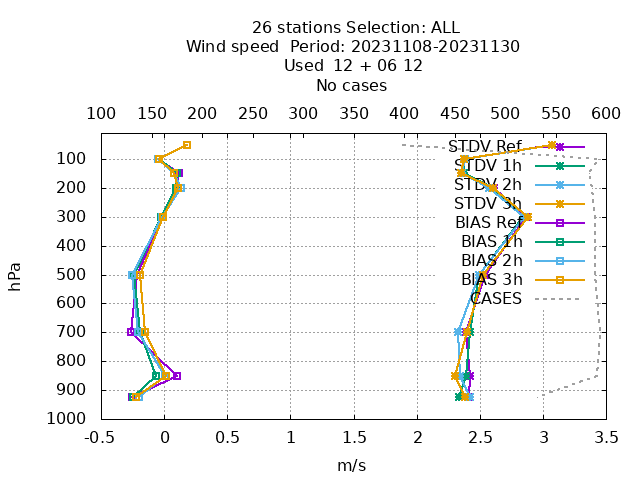 26 stations Selection: ALL
Wind speed  Period: 20231108-20231130
Used  12 + 06 12
No cases
100 150 200 250 300 350 400 450 500 550 600
STDV Ref
STDV 1h
STDV 2h
STDV 3h
BIAS Ref
BIAS 1h
BIAS 2h
BIAS 3h
CASES
hPa
100
200
300
400
500
600
700
800
900
1000
-0.5 0 0.5 1 1.5 2 2.5 3 3.5
m/s